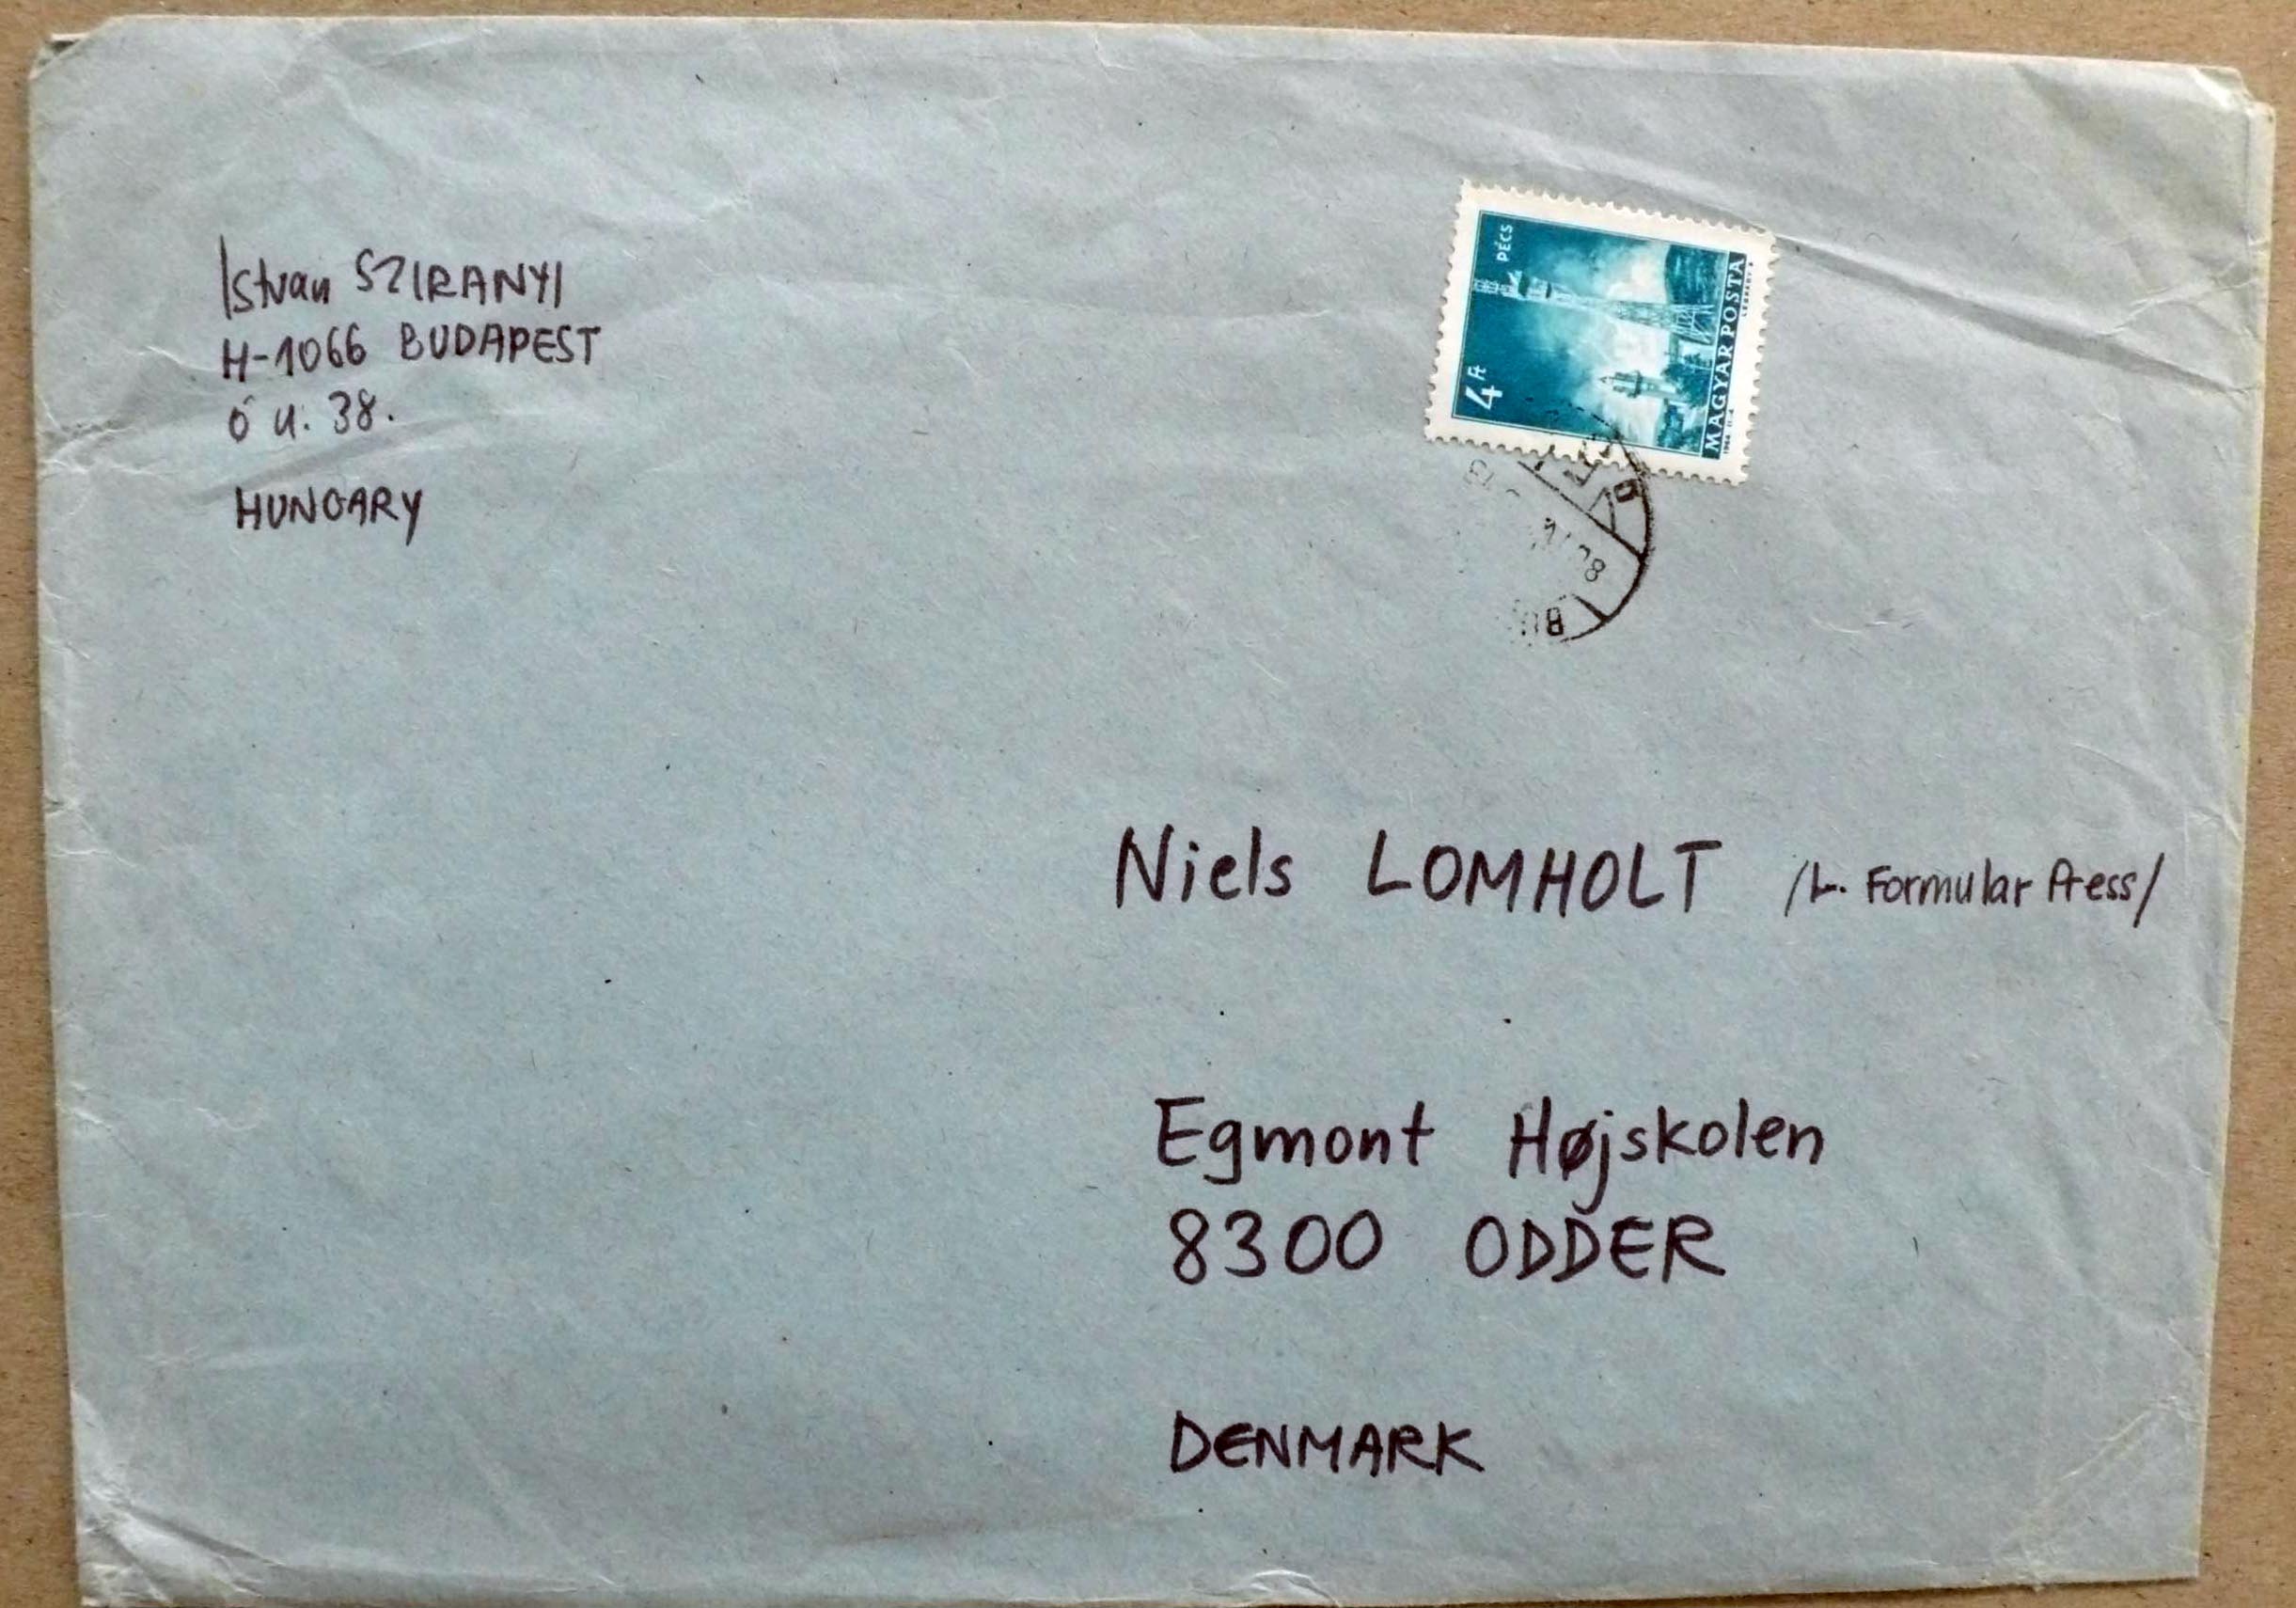 Istvan SZIRANYI
H-1066 BUDAPEST
Ó u. 38.
HUNGARY
PÉCS
4 Ft
MAGYAR POSTA
BU
Niels LOMHOLT /L. Formular Press/
Egmont Højskolen
8300 ODDER
DENMARK